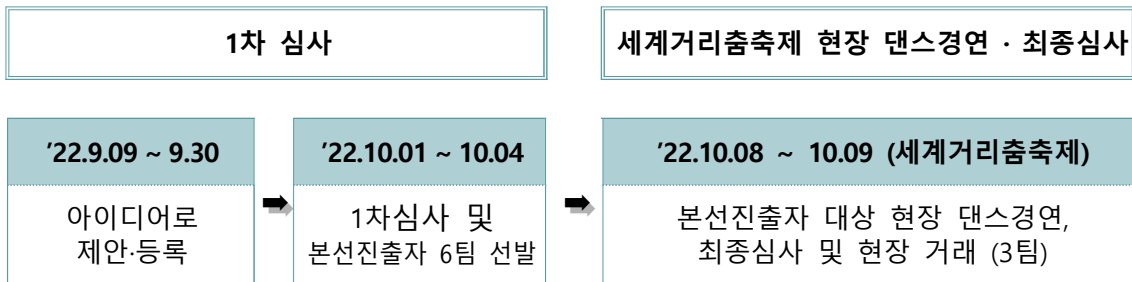 1차 심사
세계거리춤축제 현장 댄스경연 · 최종심사
’22.9.09 ~ 9.30
’22.10.01 ~ 10.04
’22.10.08 ~ 10.09 (세계거리춤축제)
아이디어로
제안·등록
1차심사 및
본선진출자 6팀 선발
본선진출자 대상 현장 댄스경연,
최종심사 및 현장 거래 (3팀)